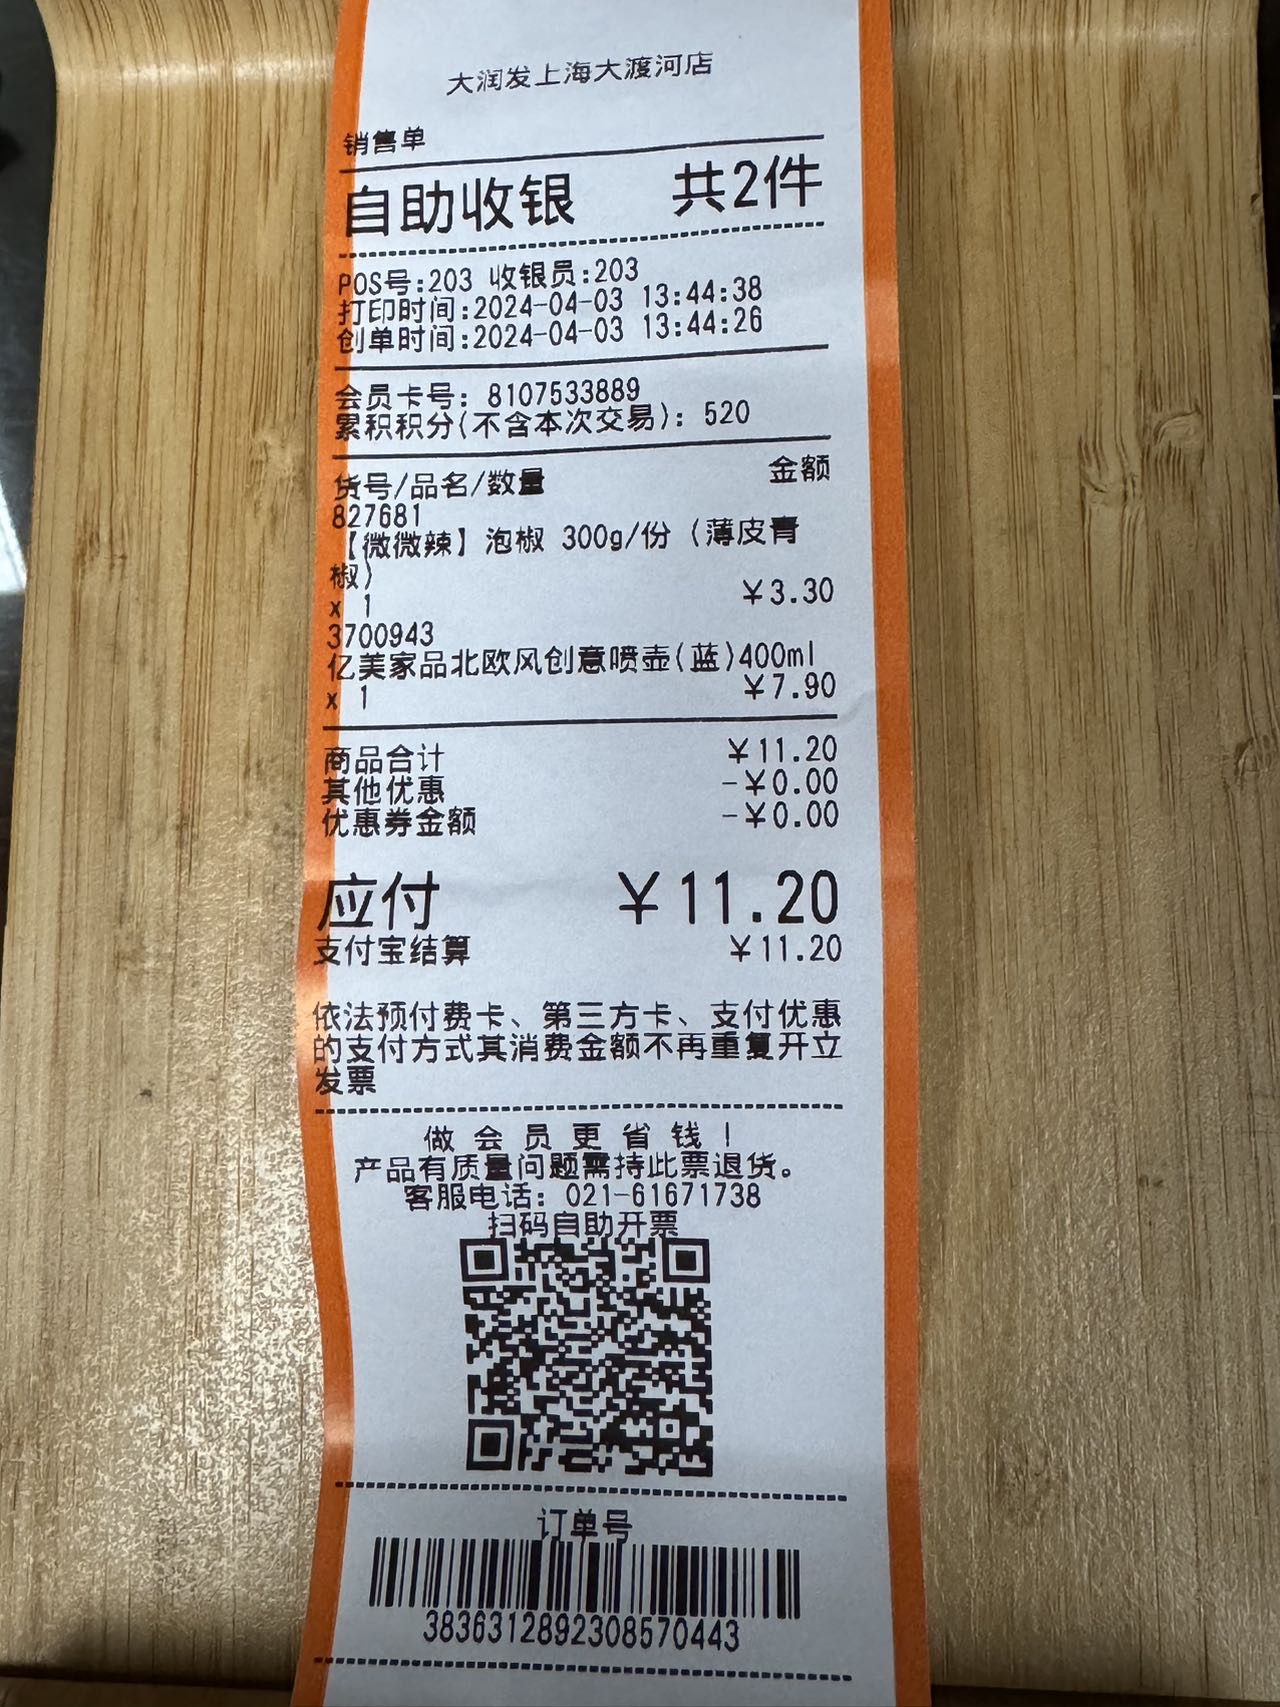 大润发上海大渡河店
销售单
自助收银 共2件
POS号:203 收银员:203
打印时间:2024-04-03 13:44:38
创单时间:2024-04-03 13:44:26
会员卡号: 8107533889
累积积分(不含本次交易): 520
货号/品名/数量 金额
827681
【微微辣】泡椒 300g/份 (薄皮青
椒)
x 1 ¥3.30
3700943
亿美家品北欧风创意喷壶(蓝)400ml
x 1 ¥7.90
商品合计 ¥11.20
其他优惠 -¥0.00
优惠券金额 -¥0.00
应付 ¥11.20
支付宝结算 ¥11.20
依法预付费卡、第三方卡、支付优惠
的支付方式其消费金额不再重复开立
发票
做会员更省钱!
产品有质量问题需持此票退货。
客服电话: 021-61671738
扫码自助开票
订单号
3836312892308570443